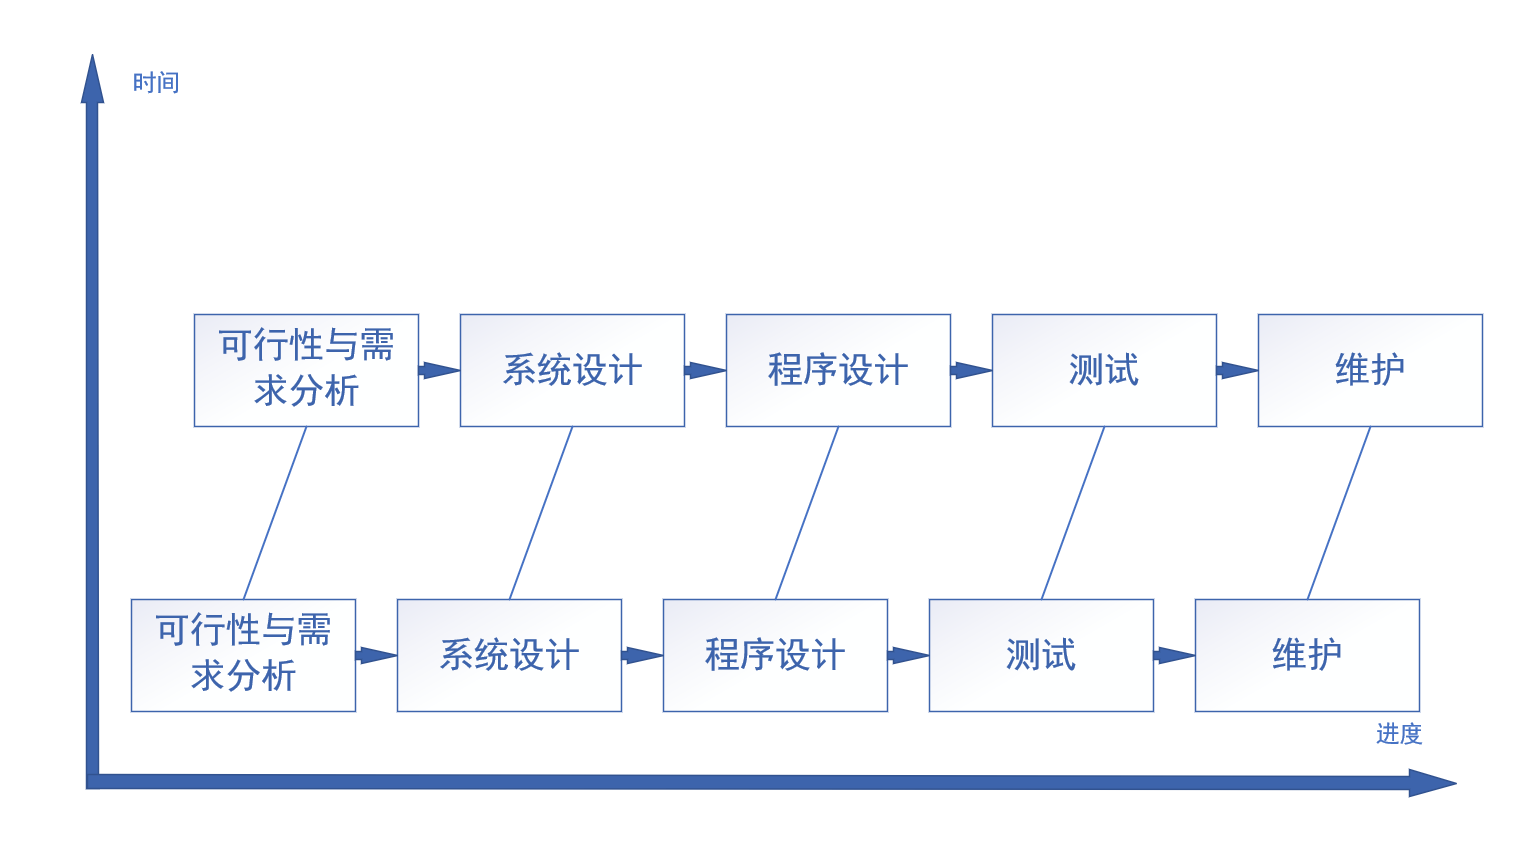 时间
可行性与需
求分析
系统设计
程序设计
测试
维护
可行性与需
求分析
系统设计
程序设计
测试
维护
进度